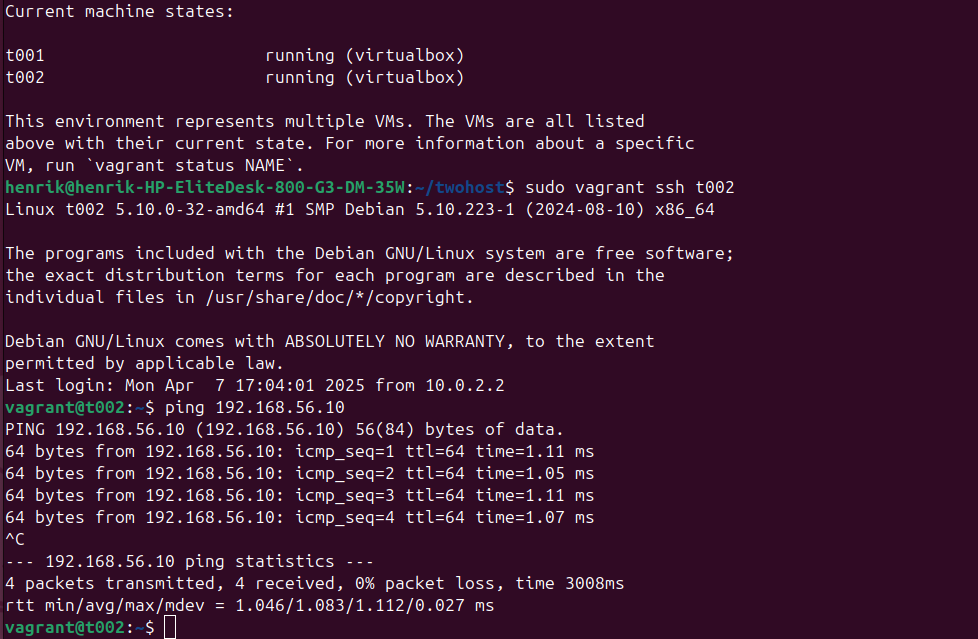 Current machine states:

t001                      running (virtualbox)
t002                      running (virtualbox)

This environment represents multiple VMs. The VMs are all listed
above with their current state. For more information about a specific
VM, run `vagrant status NAME`.
henrik@henrik-HP-EliteDesk-800-G3-DM-35W:~/twohost$ sudo vagrant ssh t002
Linux t002 5.10.0-32-amd64 #1 SMP Debian 5.10.223-1 (2024-08-10) x86_64

The programs included with the Debian GNU/Linux system are free software;
the exact distribution terms for each program are described in the
individual files in /usr/share/doc/*/copyright.

Debian GNU/Linux comes with ABSOLUTELY NO WARRANTY, to the extent
permitted by applicable law.
Last login: Mon Apr  7 17:04:01 2025 from 10.0.2.2
vagrant@t002:~$ ping 192.168.56.10
PING 192.168.56.10 (192.168.56.10) 56(84) bytes of data.
64 bytes from 192.168.56.10: icmp_seq=1 ttl=64 time=1.11 ms
64 bytes from 192.168.56.10: icmp_seq=2 ttl=64 time=1.05 ms
64 bytes from 192.168.56.10: icmp_seq=3 ttl=64 time=1.11 ms
64 bytes from 192.168.56.10: icmp_seq=4 ttl=64 time=1.07 ms
^C
--- 192.168.56.10 ping statistics ---
4 packets transmitted, 4 received, 0% packet loss, time 3008ms
rtt min/avg/max/mdev = 1.046/1.083/1.112/0.027 ms
vagrant@t002:~$